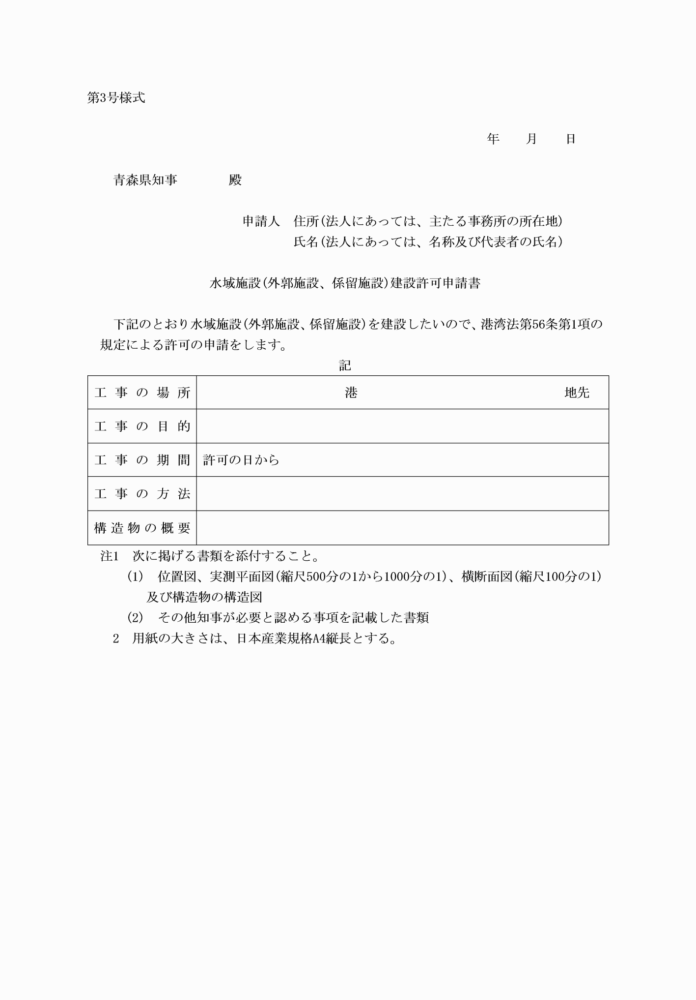 第3号様式
年　　月　　日
青森県知事　　　　殿
申請人　住所(法人にあっては、主たる事務所の所在地)
氏名(法人にあっては、名称及び代表者の氏名)
水域施設(外郭施設、係留施設)建設許可申請書
下記のとおり水域施設(外郭施設、係留施設)を建設したいので、港湾法第56条第1項の
規定による許可の申請をします。
記
工事の場所　港　地先
工事の目的
工事の期間　許可の日から
工事の方法
構造物の概要
注1　次に掲げる書類を添付すること。
(1)　位置図、実測平面図(縮尺500分の1から1000分の1)、横断面図(縮尺100分の1)
及び構造物の構造図
(2)　その他知事が必要と認める事項を記載した書類
2　用紙の大きさは、日本産業規格A4縦長とする。